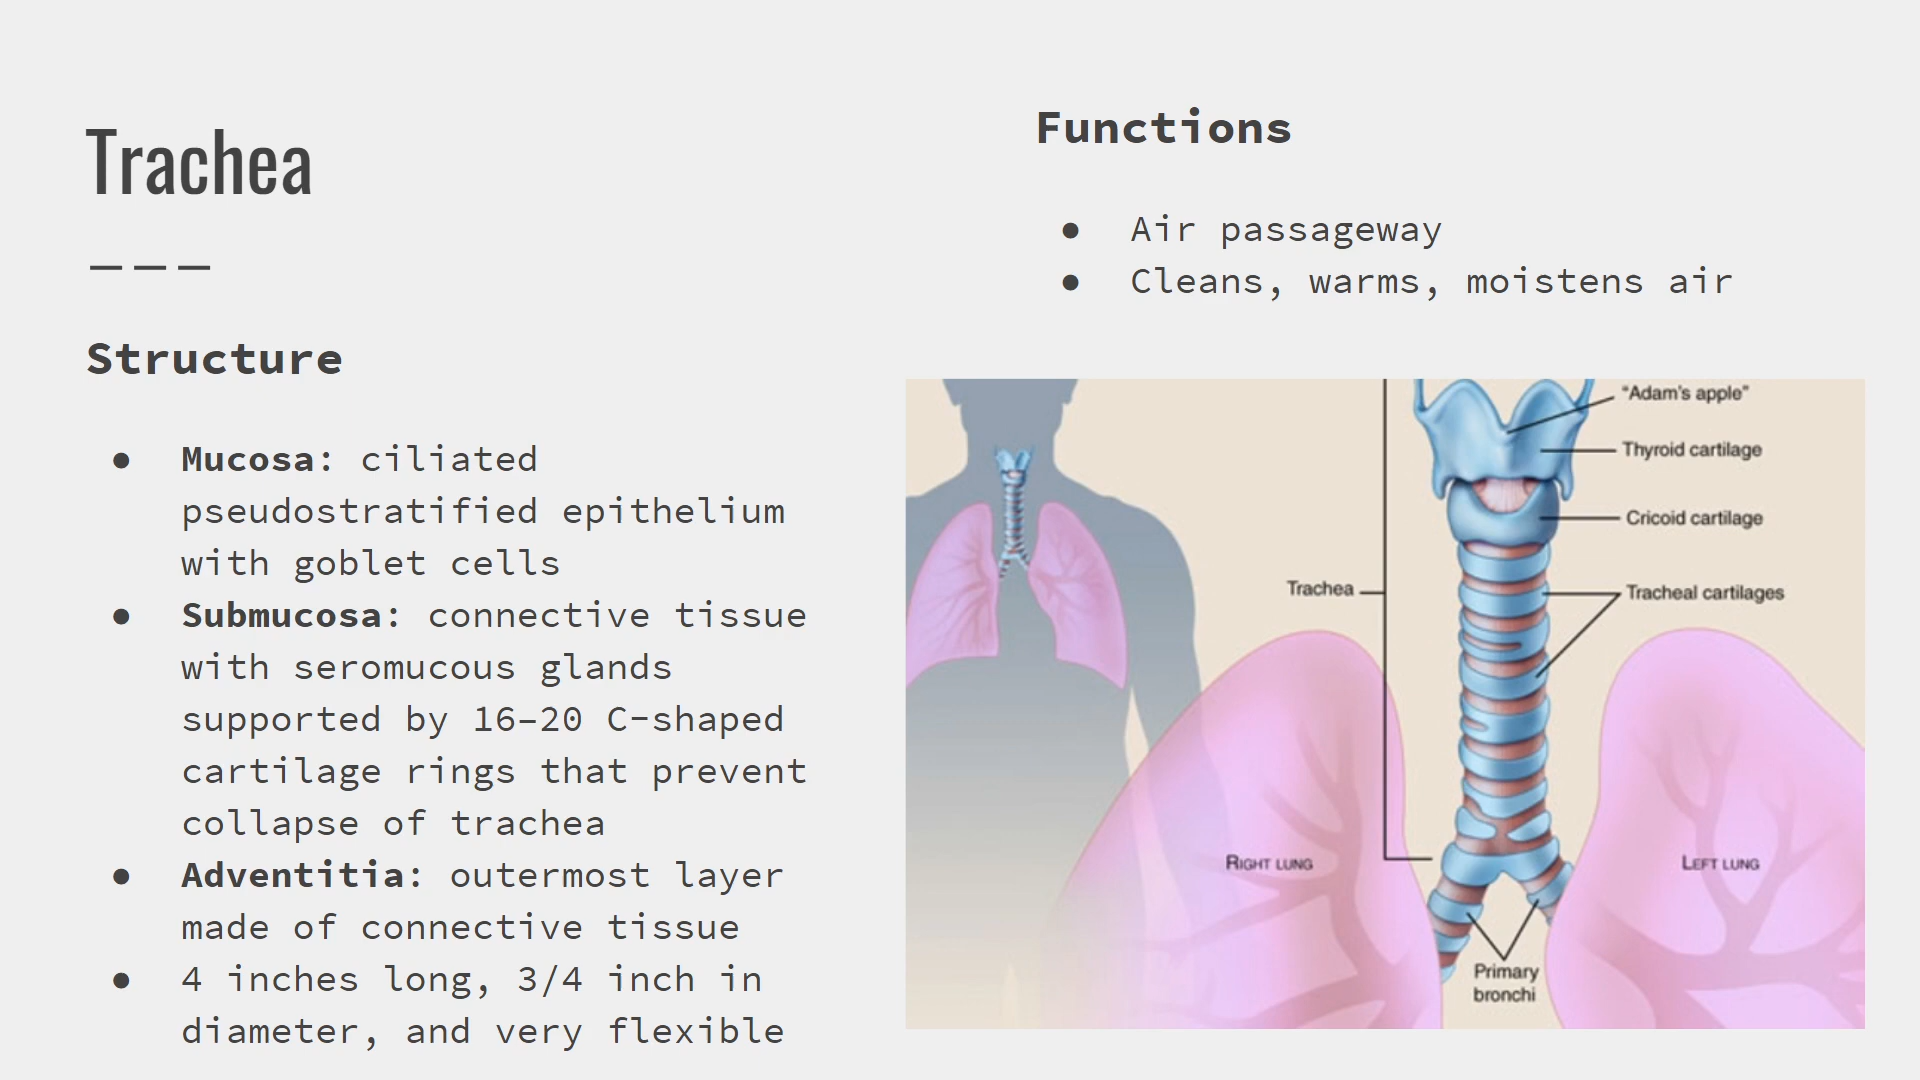 Trachea
Structure
● Mucosa: ciliated
pseudostratified epithelium
with goblet cells
● Submucosa: connective tissue
with seromucous glands
supported by 16–20 C-shaped
cartilage rings that prevent
collapse of trachea
● Adventitia: outermost layer
made of connective tissue
● 4 inches long, 3/4 inch in
diameter, and very flexible
Functions
● Air passageway
● Cleans, warms, moistens air
“Adam's apple”
Thyroid cartilage
Cricoid cartilage
Trachea
Tracheal cartilages
RIGHT LUNG
LEFT LUNG
Primary
bronchi